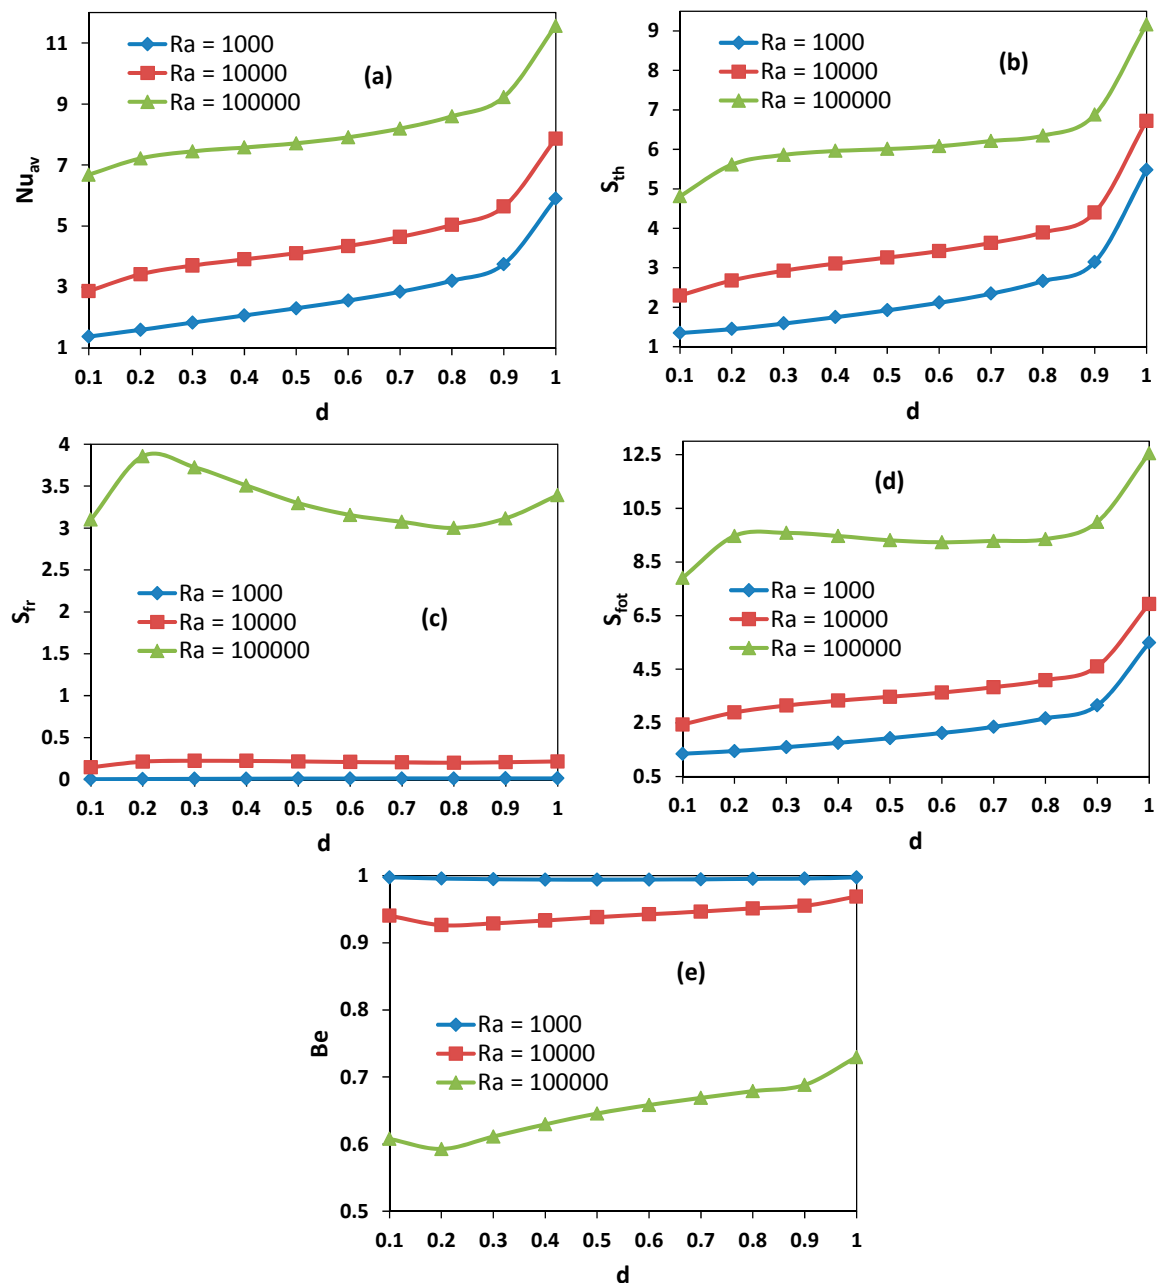 11
9
7
5
3
1
Nu_av
Ra = 1000
Ra = 10000
Ra = 100000
(a)
0.1 0.2 0.3 0.4 0.5 0.6 0.7 0.8 0.9 1
d
9
8
7
6
5
4
3
2
1
S_th
Ra = 1000
Ra = 10000
Ra = 100000
(b)
0.1 0.2 0.3 0.4 0.5 0.6 0.7 0.8 0.9 1
d
4
3.5
3
2.5
2
1.5
1
0.5
0
S_fr
Ra = 1000
Ra = 10000
Ra = 100000
(c)
0.1 0.2 0.3 0.4 0.5 0.6 0.7 0.8 0.9 1
d
12.5
10.5
8.5
6.5
4.5
2.5
0.5
S_fot
(d)
Ra = 1000
Ra = 10000
Ra = 100000
0.1 0.2 0.3 0.4 0.5 0.6 0.7 0.8 0.9 1
d
1
0.9
0.8
0.7
0.6
0.5
Be
(e)
Ra = 1000
Ra = 10000
Ra = 100000
0.1 0.2 0.3 0.4 0.5 0.6 0.7 0.8 0.9 1
d